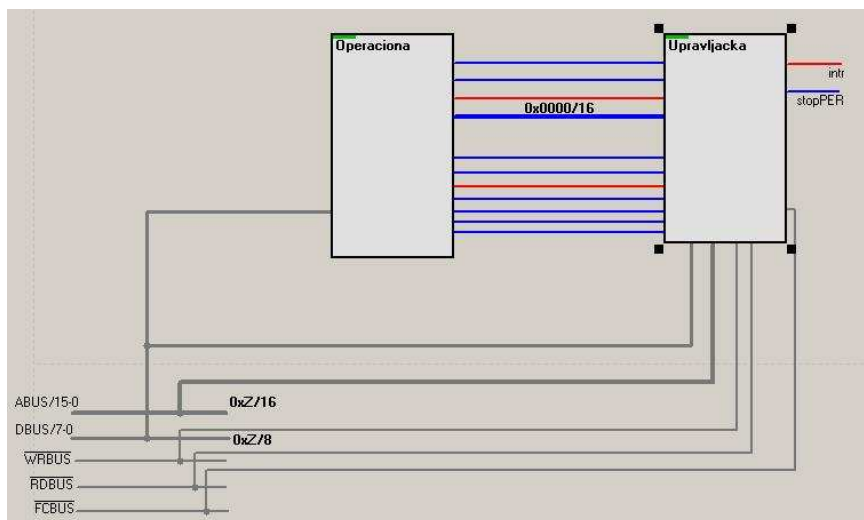 Operaciona
Upravljacka
intr
0x0000/16
stopPER
ABUS/15-0
0xZ/16
DBUS/7-0
0xZ/8
WRBUS
RDBUS
FCBUS